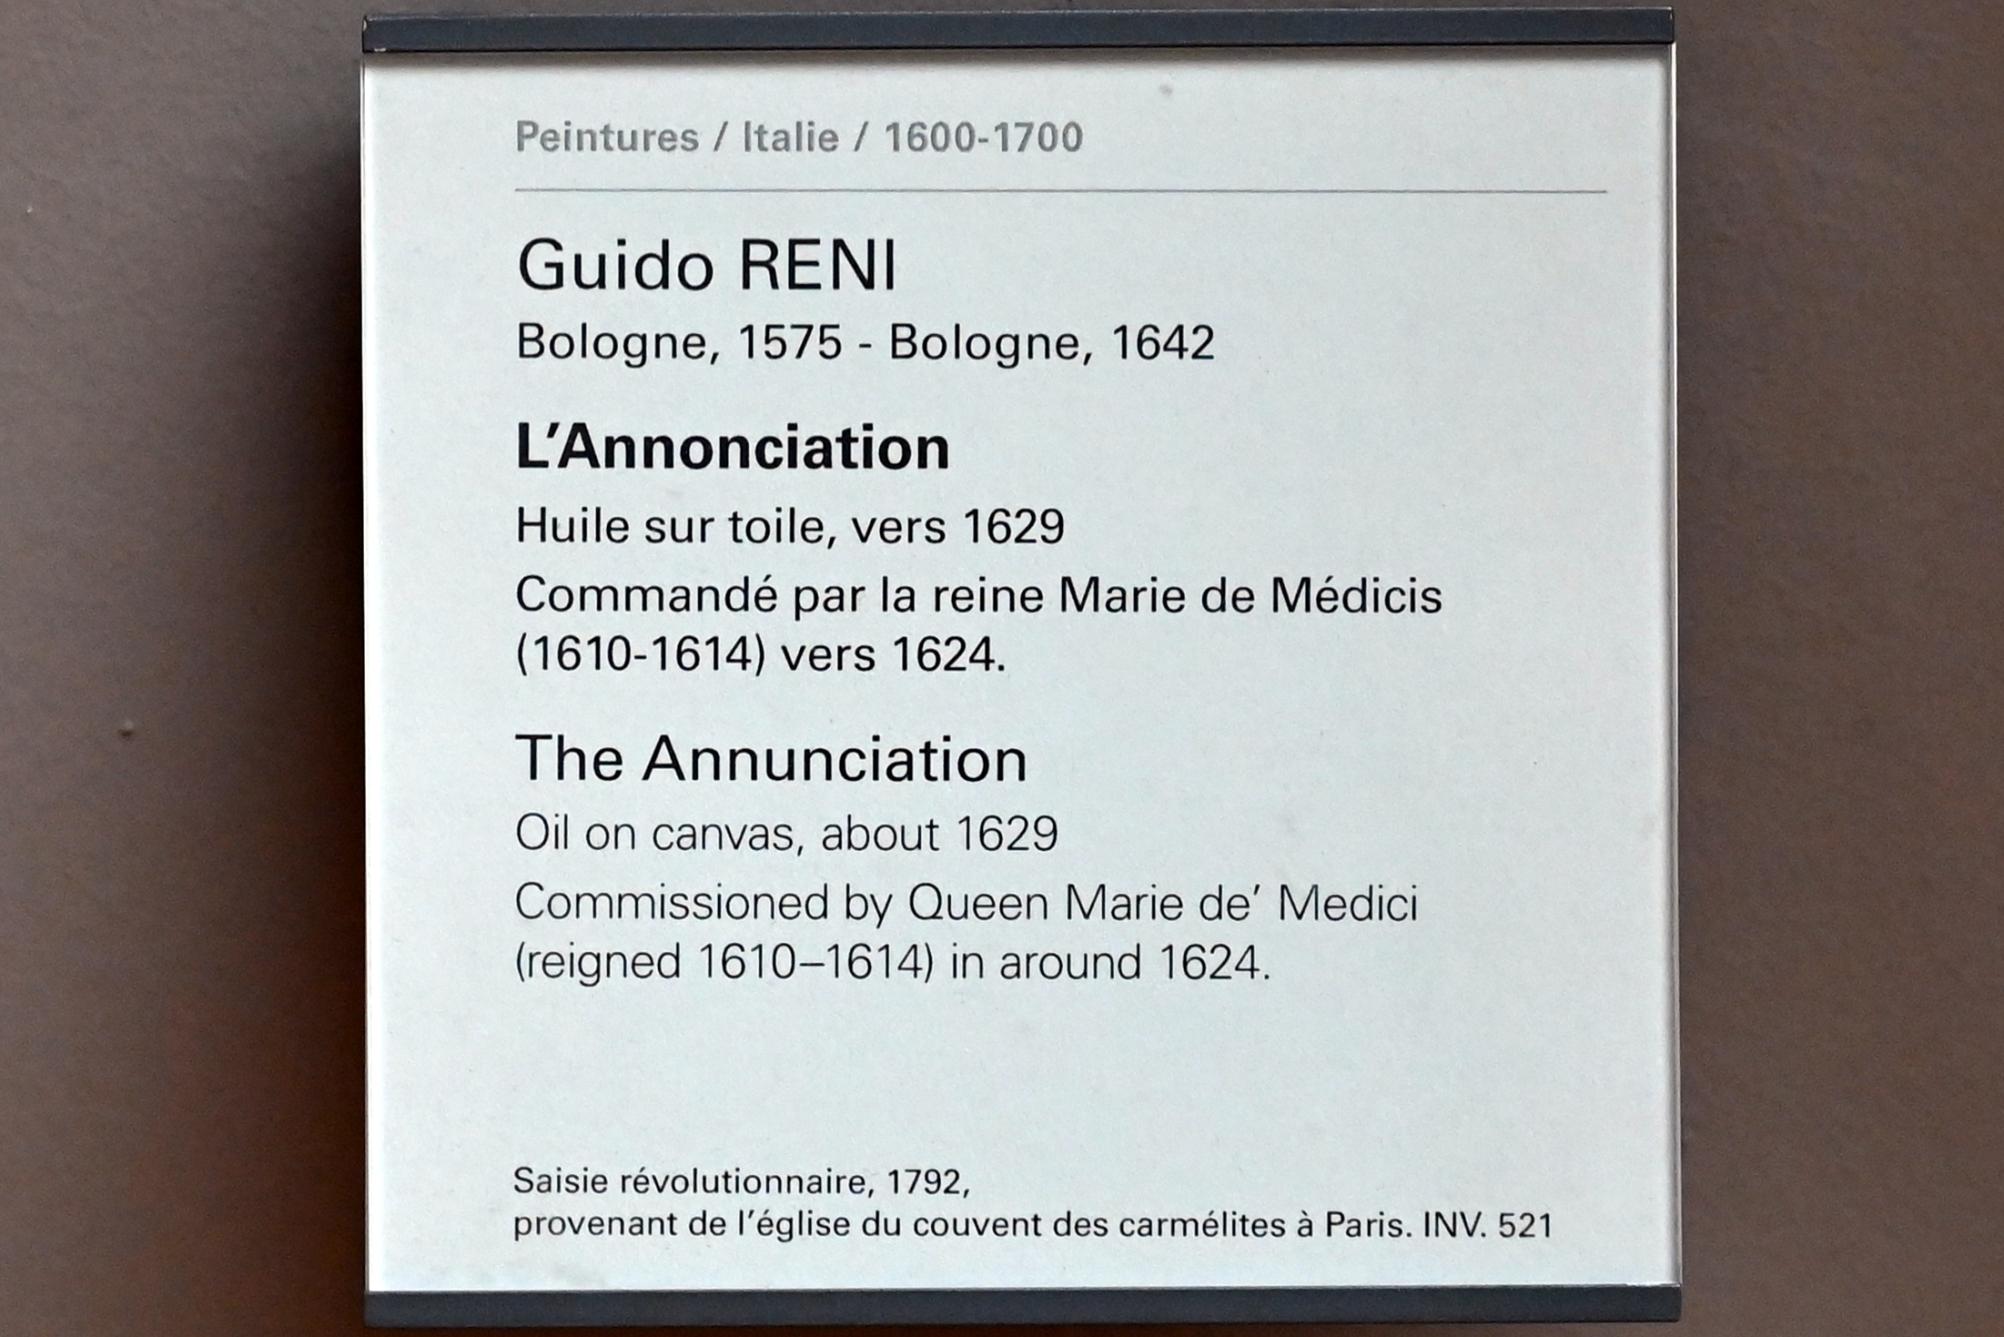 Peintures / Italie / 1600-1700
Guido RENI
Bologne, 1575 - Bologne, 1642
L’Annonciation
Huile sur toile, vers 1629
Commandé par la reine Marie de Médicis
(1610-1614) vers 1624.
The Annunciation
Oil on canvas, about 1629
Commissioned by Queen Marie de’ Medici
(reigned 1610–1614) in around 1624.
Saisie révolutionnaire, 1792,
provenant de l’église du couvent des carmélites à Paris. INV. 521